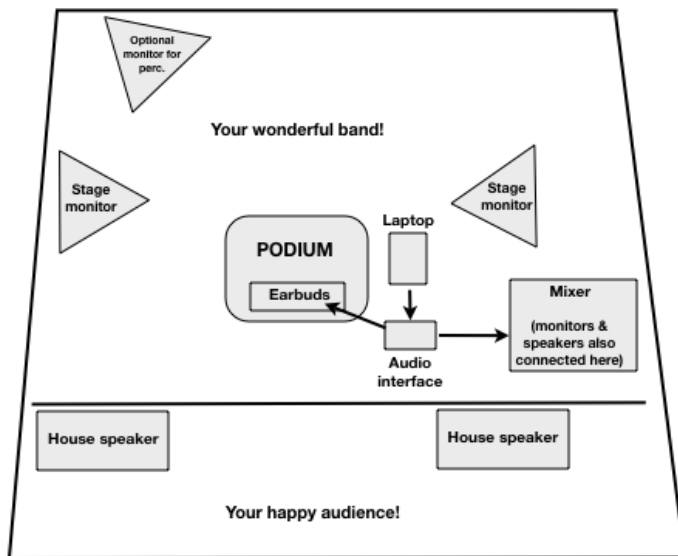 Optional
monitor for
perc.
Your wonderful band!
Stage
monitor
Stage
monitor
Laptop
PODIUM
Earbuds
Mixer
(monitors &
speakers also
connected here)
Audio
interface
House speaker
House speaker
Your happy audience!